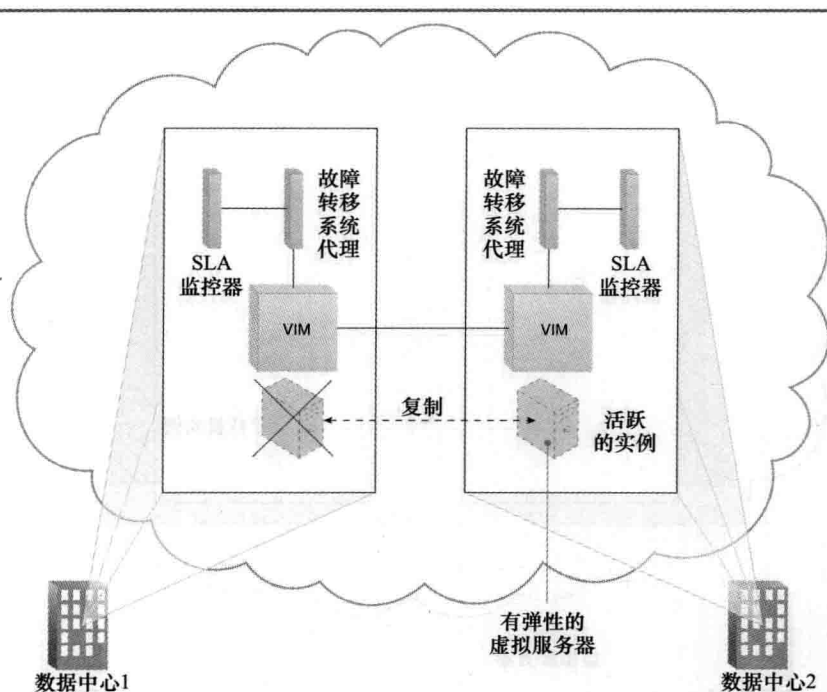 故障
转移
系统
代理
SLA
监控器
VIM
故障
转移
系统
代理
SLA
监控器
VIM
复制
活跃
的实例
有弹性的
虚拟服务器
数据中心1
数据中心2